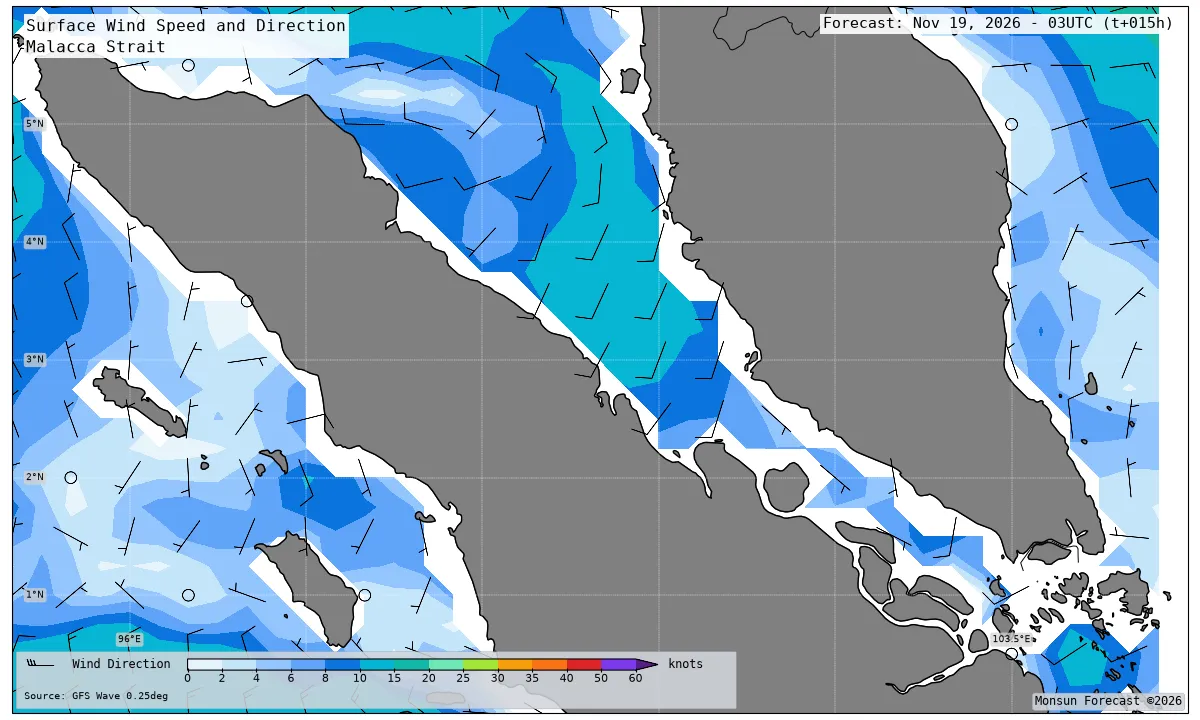 Surface Wind Speed and Direction
Malacca Strait
Forecast: Nov 19, 2026 - 03UTC (t+015h)
5°N
4°N
3°N
2°N
1°N
96°E
103.5°E
Wind Direction
0 2 4 6 8 10 12 15 20 25 30 35 40 50 60
knots
Source: GFS Wave 0.25deg
Monsun Forecast ©2026